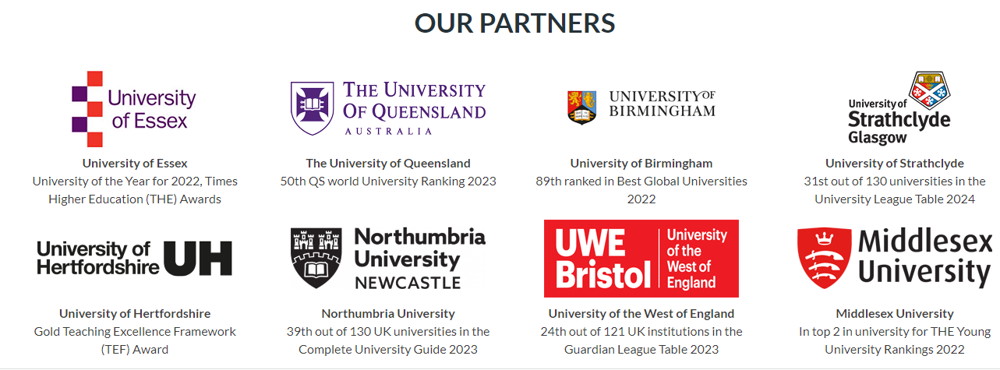 OUR PARTNERS
University
of Essex
University of Essex
University of the Year for 2022, Times
Higher Education (THE) Awards
THE UNIVERSITY
OF QUEENSLAND
AUSTRALIA
The University of Queensland
50th QS world University Ranking 2023
UNIVERSITY OF
BIRMINGHAM
University of Birmingham
89th ranked in Best Global Universities
2022
University of
Strathclyde
Glasgow
University of Strathclyde
31st out of 130 universities in the
University League Table 2024
University of
Hertfordshire
UH
University of Hertfordshire
Gold Teaching Excellence Framework
(TEF) Award
Northumbria
University
NEWCASTLE
Northumbria University
39th out of 130 UK universities in the
Complete University Guide 2023
UWE
Bristol
University
of the
West of
England
University of the West of England
24th out of 121 UK institutions in the
Guardian League Table 2023
Middlesex
University
Middlesex University
In top 2 in university for THE Young
University Rankings 2022